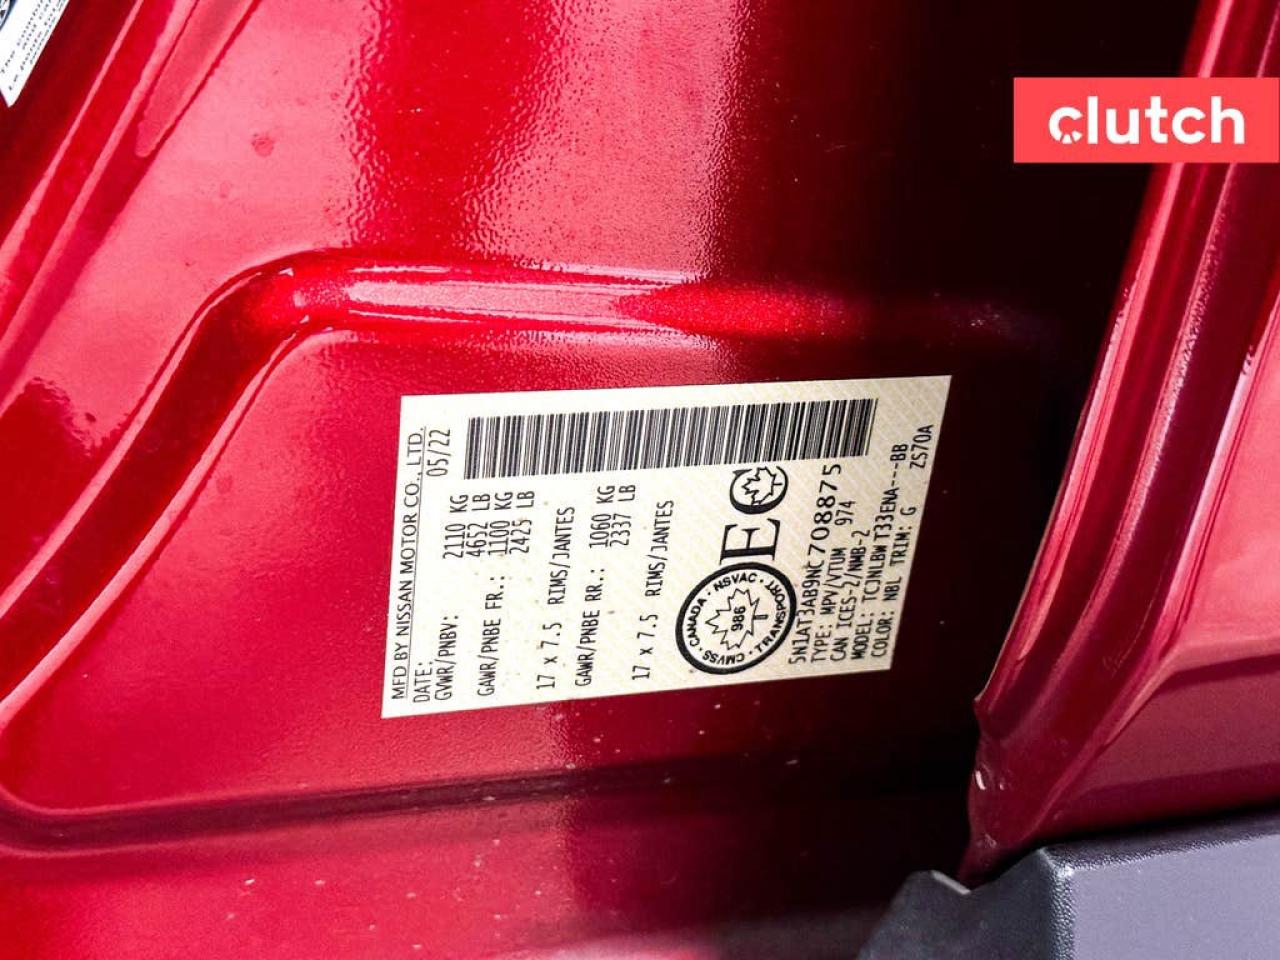 clutch
MFD BY NISSAN MOTOR CO., LTD.
DATE: 05/22
GVWR/PNBV: 2110 KG
4652 LB
GAWR/PNBE FR.: 1100 KG
2425 LB
17 x 7.5 RIMS/JANTES
GAWR/PNBE RR.: 1060 KG
2337 LB
17 x 7.5 RIMS/JANTES
CANADA · NSVAC · TRANSPORT · CMVSS ·
986 T
E C
5N1AT3AB9NC708875
TYPE: MPV/VTUM 974
CAN ICES-2/NMB-2
MODEL: TCJNLBWT33ENA---BB
COLOR: NBL TRIM: G ZS70A